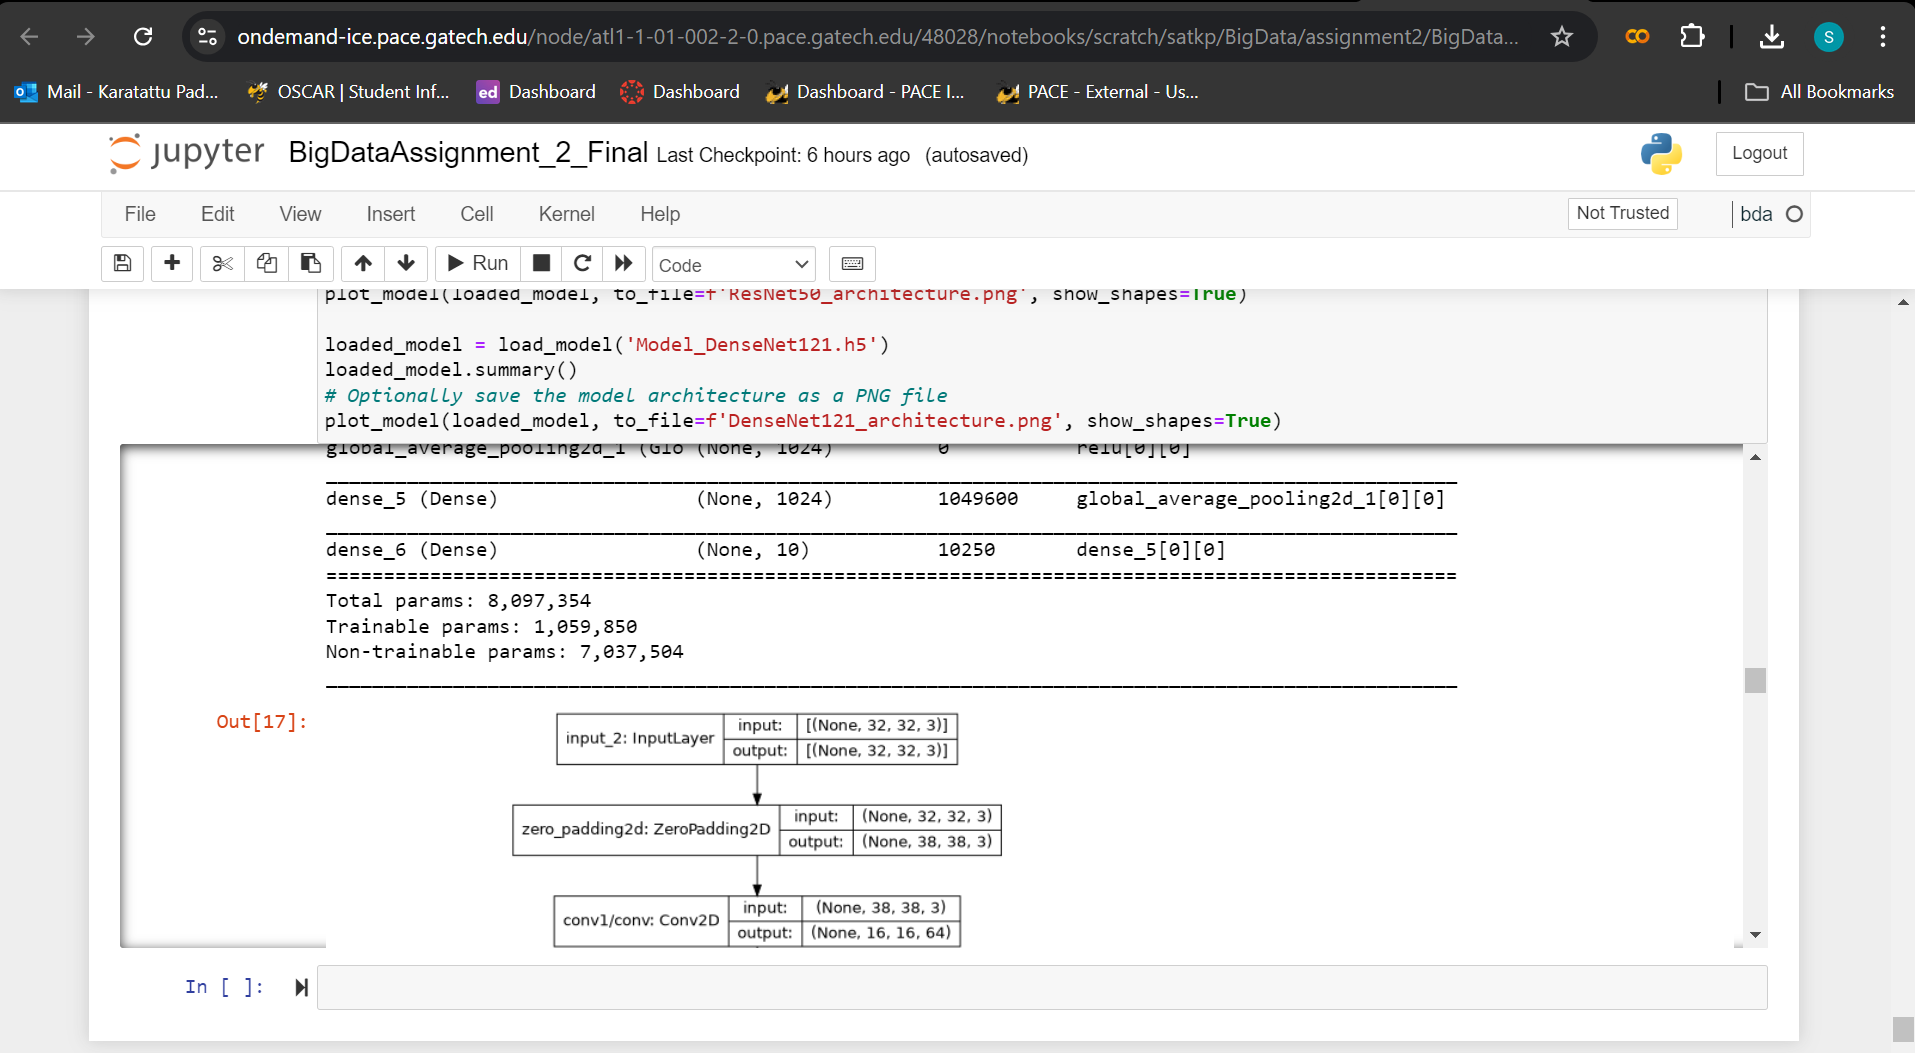 ondemand-ice.pace.gatech.edu/node/atl1-1-01-002-2-0.pace.gatech.edu/48028/notebooks/scratch/satkp/BigData/assignment2/BigData...
S
Mail - Karatattu Pad...
OSCAR | Student Inf...
ed Dashboard
Dashboard
Dashboard - PACE I...
PACE - External - Us...
All Bookmarks
jupyter BigDataAssignment_2_Final Last Checkpoint: 6 hours ago (autosaved)
Logout
File Edit View Insert Cell Kernel Help
Not Trusted
bda
Run
Code
plot_model(loaded_model, to_file=f'ResNet50_architecture.png', show_shapes=True)
loaded_model = load_model('Model_DenseNet121.h5')
loaded_model.summary()
# Optionally save the model architecture as a PNG file
plot_model(loaded_model, to_file=f'DenseNet121_architecture.png', show_shapes=True)
global_average_pooling2d_1 (Glo (None, 1024) 0 relu[0][0]
dense_5 (Dense) (None, 1024) 1049600 global_average_pooling2d_1[0][0]
dense_6 (Dense) (None, 10) 10250 dense_5[0][0]
Total params: 8,097,354
Trainable params: 1,059,850
Non-trainable params: 7,037,504
Out[17]:
input_2: InputLayer
input: [(None, 32, 32, 3)]
output: [(None, 32, 32, 3)]
zero_padding2d: ZeroPadding2D
input: (None, 32, 32, 3)
output: (None, 38, 38, 3)
conv1/conv: Conv2D
input: (None, 38, 38, 3)
output: (None, 16, 16, 64)
In [ ]: